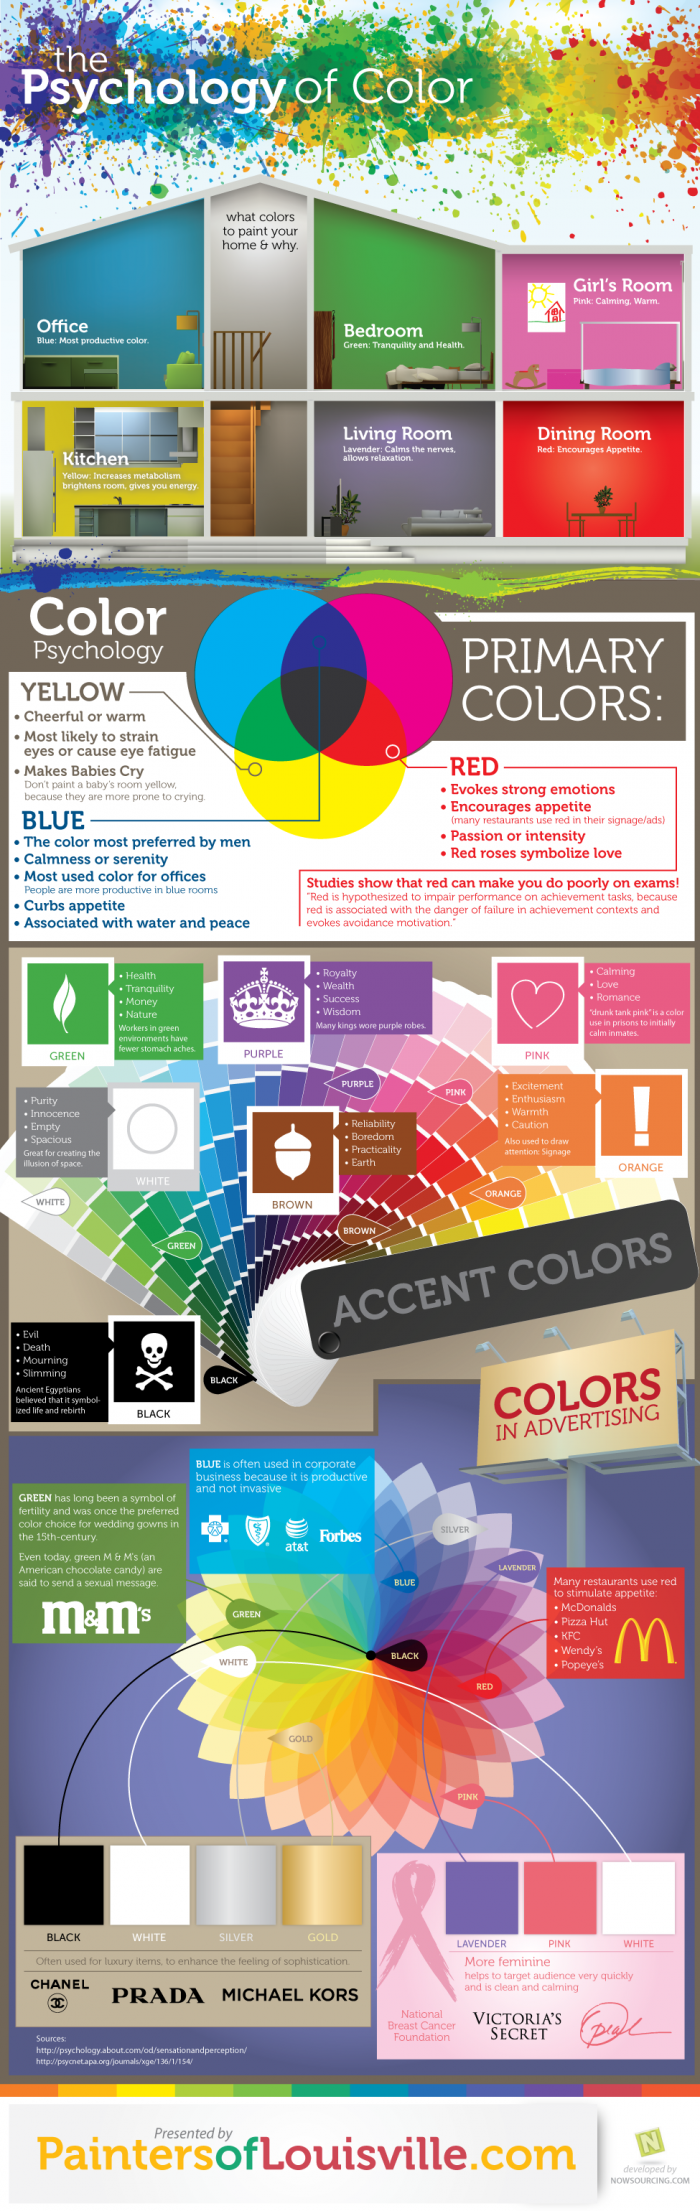 the
Psychology of Color
what colors
to paint your
home & why.
Office
Blue: Most productive color.
Bedroom
Green: Tranquility and Health.
Girl's Room
Pink: Calming, Warm.
Kitchen
Yellow: Increases metabolism
brightens room, gives you energy.
Living Room
Lavender: Calms the nerves,
allows relaxation.
Dining Room
Red: Encourages Appetite.
Color
Psychology
PRIMARY
COLORS:
YELLOW
• Cheerful or warm
• Most likely to strain
eyes or cause eye fatigue
• Makes Babies Cry
Don't paint a baby's room yellow,
because they are more prone to crying.
BLUE
• The color most preferred by men
• Calmness or serenity
• Most used color for offices
People are more productive in blue rooms
• Curbs appetite
• Associated with water and peace
RED
• Evokes strong emotions
• Encourages appetite
(many restaurants use red in their signage/ads)
• Passion or intensity
• Red roses symbolize love
Studies show that red can make you do poorly on exams!
"Red is hypothesized to impair performance on achievement tasks, because
red is associated with the danger of failure in achievement contexts and
evokes avoidance motivation."
• Health
• Tranquility
• Money
• Nature
Workers in green
environments have
fewer stomach aches.
GREEN
• Royalty
• Wealth
• Success
• Wisdom
Many kings wore purple robes.
PURPLE
• Calming
• Love
• Romance
"drunk tank pink" is a color
use in prisons to initially
calm inmates.
PINK
• Purity
• Innocence
• Empty
• Spacious
Great for creating the
illusion of space.
WHITE
• Reliability
• Boredom
• Practicality
• Earth
BROWN
• Excitement
• Enthusiasm
• Warmth
• Caution
Also used to draw
attention: Signage
!
ORANGE
PURPLE
PINK
WHITE
ORANGE
GREEN
BROWN
BLACK
ACCENT COLORS
• Evil
• Death
• Mourning
• Slimming
Ancient Egyptians
believed that it symbol-
ized life and rebirth
BLACK
COLORS
IN ADVERTISING
BLUE is often used in corporate
business because it is productive
and not invasive
at&t
Forbes
GREEN has long been a symbol of
fertility and was once the preferred
color choice for wedding gowns in
the 15th-century.
Even today, green M & M's (an
American chocolate candy) are
said to send a sexual message.
m&m's
SILVER
LAVENDER
BLUE
GREEN
BLACK
WHITE
RED
GOLD
PINK
Many restaurants use red
to stimulate appetite:
• McDonalds
• Pizza Hut
• KFC
• Wendy's
• Popeye's
BLACK
WHITE
SILVER
GOLD
Often used for luxury items, to enhance the feeling of sophistication.
CHANEL
PRADA
MICHAEL KORS
LAVENDER
PINK
WHITE
More feminine
helps to target audience very quickly
and is clean and calming
National
Breast Cancer
Foundation
VICTORIA'S
SECRET
Sources:
http://psychology.about.com/od/sensationandperception/
http://psycnet.apa.org/journals/xge/136/1/154/
Presented by
PaintersofLouisville.com
N
developed by
NOWSOURCING.COM